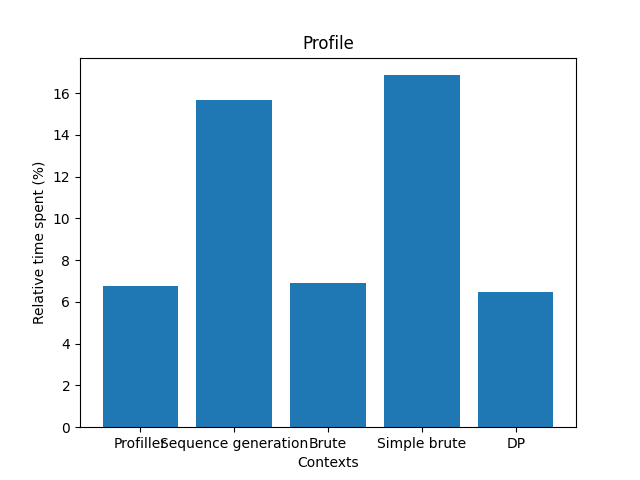 Profile
16
14
12
10
8
6
4
2
0
Relative time spent (%)
Profiller Sequence generation Brute Simple brute DP
Contexts